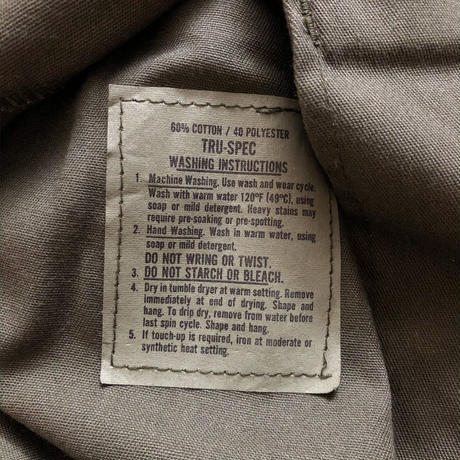 60% COTTON / 40 POLYESTER
TRU-SPEC
WASHING INSTRUCTIONS
1. Machine Washing. Use wash and wear cycle.
Wash with warm water 120°F (49°C), using
soap or mild detergent. Heavy stains may
require pre-soaking or pre-spotting.
2. Hand Washing. Wash in warm water, using
soap or mild detergent.
DO NOT WRING OR TWIST.
3. DO NOT STARCH OR BLEACH.
4. Dry in tumble dryer at warm setting. Remove
immediately at end of drying. Shape and
hang. To drip dry, remove from water before
last spin cycle. Shape and hang.
5. If touch-up is required, iron at moderate or
synthetic heat setting.